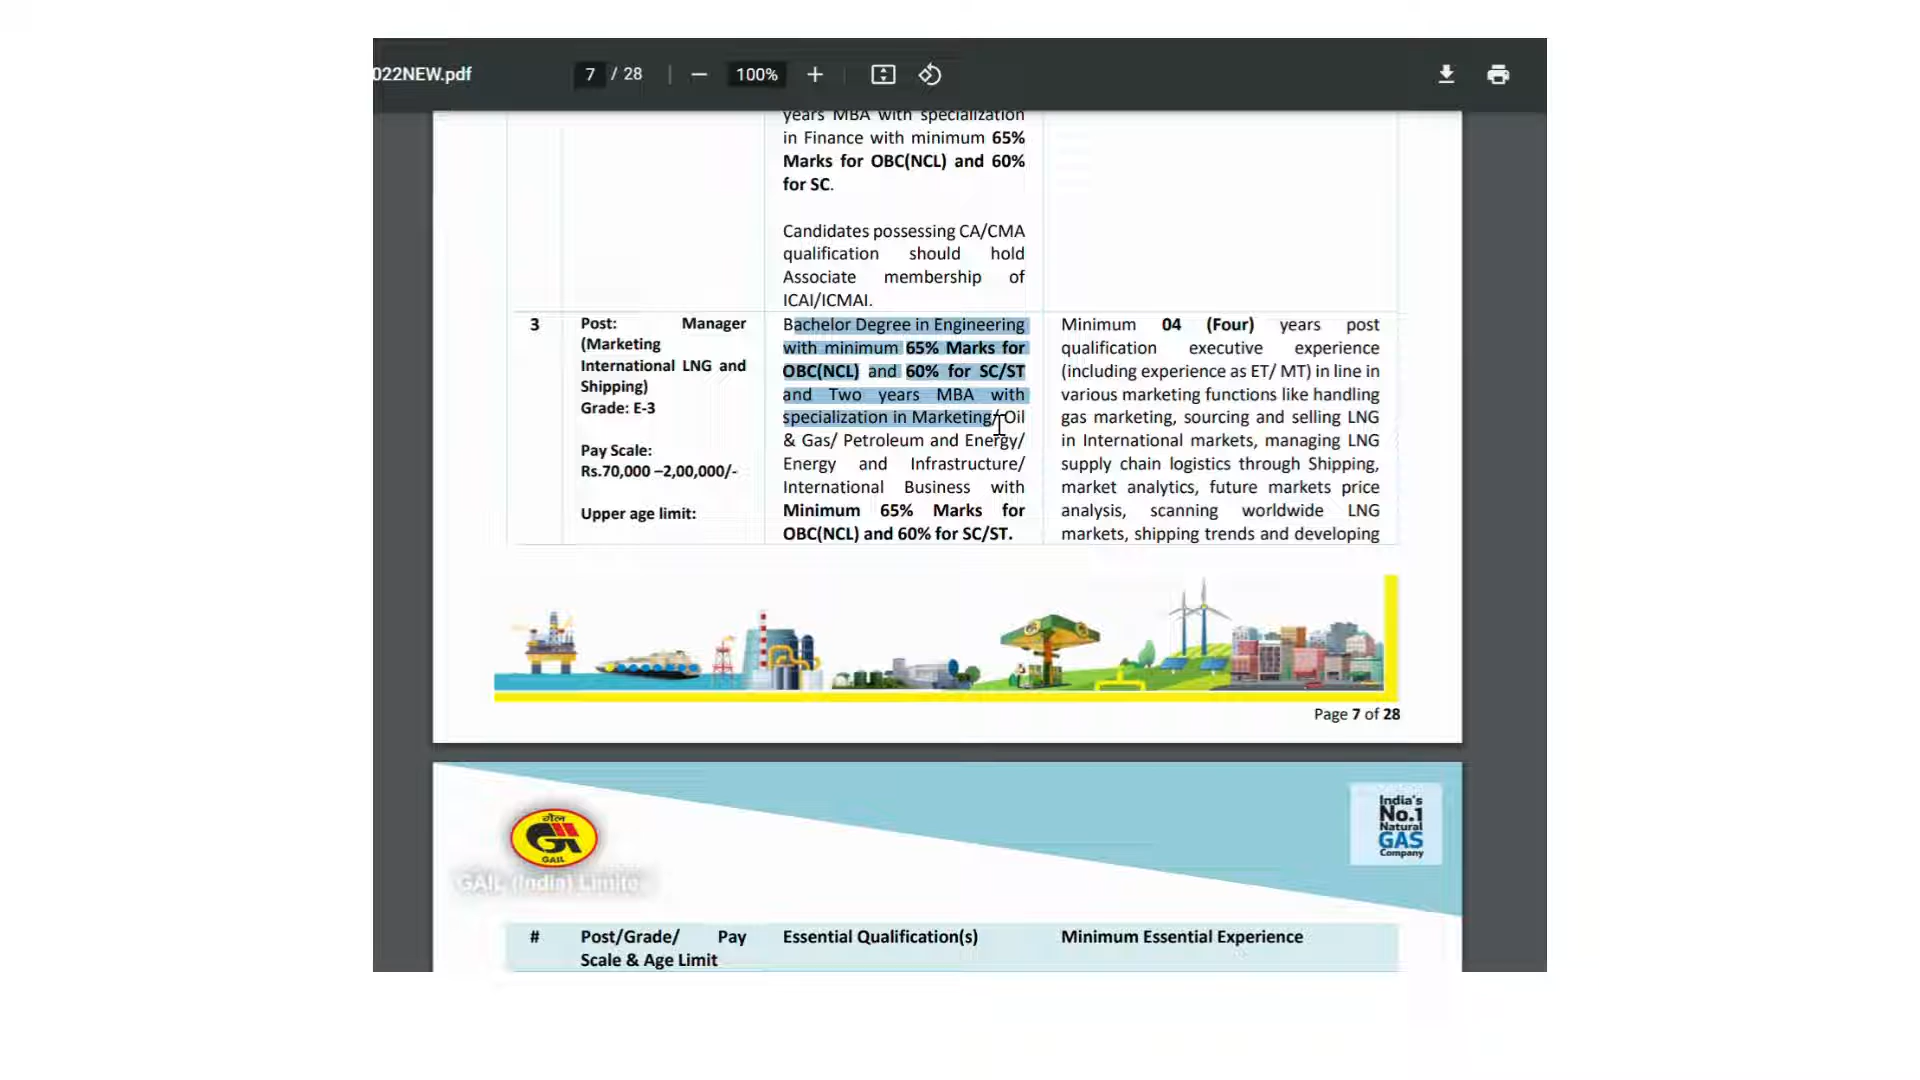 022NEW.pdf
7 / 28
100%
years MBA with specialization
in Finance with minimum 65%
Marks for OBC(NCL) and 60%
for SC.
Candidates possessing CA/CMA
qualification should hold
Associate membership of
ICAI/ICMAI.
3
Post: Manager
(Marketing
International LNG and
Shipping)
Grade: E-3
Pay Scale:
Rs.70,000 –2,00,000/-
Upper age limit:
Bachelor Degree in Engineering
with minimum 65% Marks for
OBC(NCL) and 60% for SC/ST
and Two years MBA with
specialization in Marketing/ Oil
& Gas/ Petroleum and Energy/
Energy and Infrastructure/
International Business with
Minimum 65% Marks for
OBC(NCL) and 60% for SC/ST.
Minimum 04 (Four) years post
qualification executive experience
(including experience as ET/ MT) in line in
various marketing functions like handling
gas marketing, sourcing and selling LNG
in International markets, managing LNG
supply chain logistics through Shipping,
market analytics, future markets price
analysis, scanning worldwide LNG
markets, shipping trends and developing
Page 7 of 28
गेल
GAIL
GAIL (India) Limite
India's
No.1
Natural
GAS
Company
#
Post/Grade/ Pay
Scale & Age Limit
Essential Qualification(s)
Minimum Essential Experience